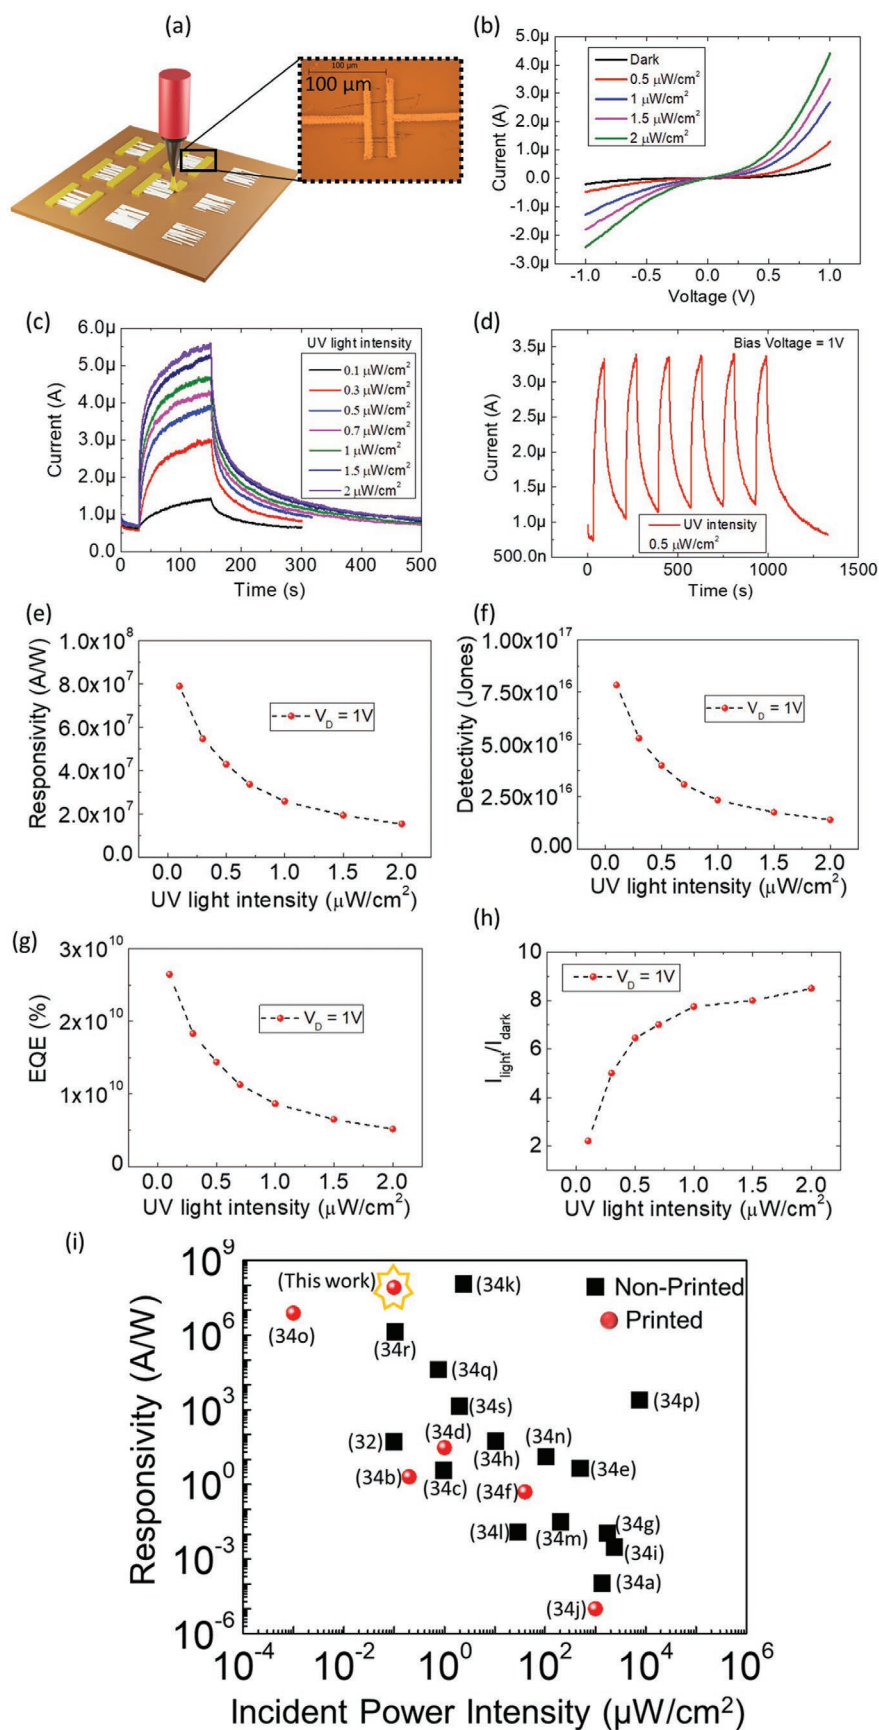 (a)
100 μm
100 μm
(b)
5.0μ
4.0μ
3.0μ
2.0μ
1.0μ
0.0
-1.0μ
-2.0μ
-3.0μ
Current (A)
Dark
0.5 μW/cm²
1 μW/cm²
1.5 μW/cm²
2 μW/cm²
-1.0 -0.5 0.0 0.5 1.0
Voltage (V)
(c)
6.0μ
5.0μ
4.0μ
3.0μ
2.0μ
1.0μ
0.0
Current (A)
UV light intensity
0.1 μW/cm²
0.3 μW/cm²
0.5 μW/cm²
0.7 μW/cm²
1 μW/cm²
1.5 μW/cm²
2 μW/cm²
0 100 200 300 400 500
Time (s)
(d)
Bias Voltage = 1V
3.5μ
3.0μ
2.5μ
2.0μ
1.5μ
1.0μ
500.0n
Current (A)
UV intensity
0.5 μW/cm²
0 500 1000 1500
Time (s)
(e)
1.0x10⁸
8.0x10⁷
6.0x10⁷
4.0x10⁷
2.0x10⁷
0.0
Responsivity (A/W)
V_D = 1V
0.0 0.5 1.0 1.5 2.0
UV light intensity (μW/cm²)
(f)
1.00x10¹⁷
7.50x10¹⁶
5.00x10¹⁶
2.50x10¹⁶
0.00
Detectivity (Jones)
V_D = 1V
0.0 0.5 1.0 1.5 2.0
UV light intensity (μW/cm²)
(g)
3x10¹⁰
2x10¹⁰
1x10¹⁰
0
EQE (%)
V_D = 1V
0.0 0.5 1.0 1.5 2.0
UV light intensity (μW/cm²)
(h)
10
8
6
4
2
I_light/I_dark
V_D = 1V
0.0 0.5 1.0 1.5 2.0
UV light intensity (μW/cm²)
(i)
10⁹
10⁶
10³
10⁰
10⁻³
10⁻⁶
Responsivity (A/W)
Non-Printed
Printed
(This work)
(34k)
(34o)
(34r)
(34q)
(34p)
(34s)
(32)
(34d)
(34n)
(34h)
(34b)
(34c)
(34e)
(34f)
(34l)
(34m)
(34g)
(34i)
(34a)
(34j)
10⁻⁴ 10⁻² 10⁰ 10² 10⁴ 10⁶
Incident Power Intensity (μW/cm²)